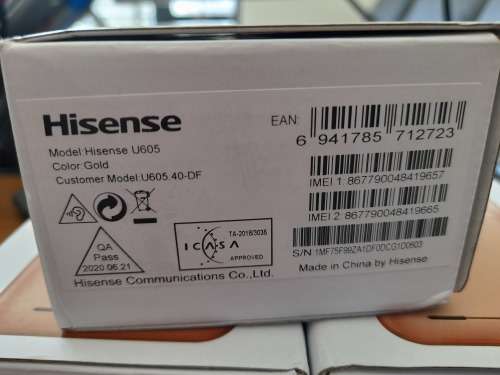 Hisense
EAN:
6 941785 712723
Model:Hisense U605
Color:Gold
Customer Model:U605.40-DF
IMEI 1: 867790048419657
IMEI 2: 867790048419665
S/N 1MF75F99ZA1DF0DCG100603
QA
Pass
2020.06.21
TA-2018/3036
ICASA
APPROVED
Made in China by Hisense
Hisense Communications Co.,Ltd.